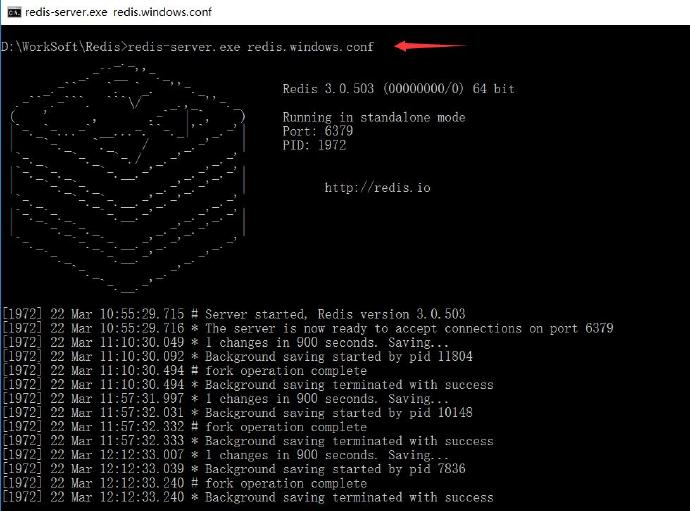 redis-server.exe redis.windows.conf
D:\WorkSoft\Redis>redis-server.exe redis.windows.conf
Redis 3.0.503 (00000000/0) 64 bit
Running in standalone mode
Port: 6379
PID: 1972
http://redis.io
[1972] 22 Mar 10:55:29.715 # Server started, Redis version 3.0.503
[1972] 22 Mar 10:55:29.716 * The server is now ready to accept connections on port 6379
[1972] 22 Mar 11:10:30.049 * 1 changes in 900 seconds. Saving...
[1972] 22 Mar 11:10:30.092 * Background saving started by pid 11804
[1972] 22 Mar 11:10:30.494 # fork operation complete
[1972] 22 Mar 11:10:30.494 * Background saving terminated with success
[1972] 22 Mar 11:57:31.997 * 1 changes in 900 seconds. Saving...
[1972] 22 Mar 11:57:32.031 * Background saving started by pid 10148
[1972] 22 Mar 11:57:32.332 # fork operation complete
[1972] 22 Mar 11:57:32.333 * Background saving terminated with success
[1972] 22 Mar 12:12:33.007 * 1 changes in 900 seconds. Saving...
[1972] 22 Mar 12:12:33.039 * Background saving started by pid 7836
[1972] 22 Mar 12:12:33.240 # fork operation complete
[1972] 22 Mar 12:12:33.240 * Background saving terminated with success